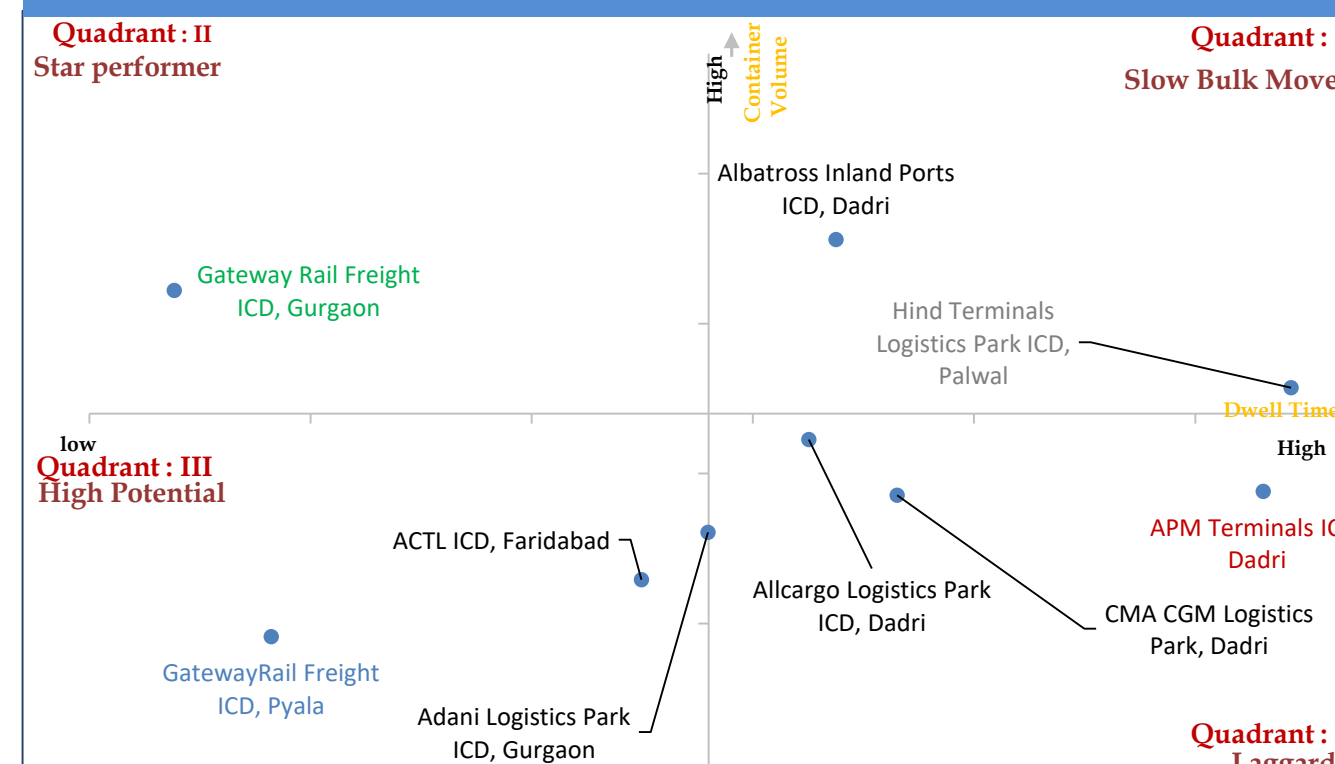 Quadrant : II
Star performer
High
Container
Volume
Quadrant :
Slow Bulk Move
Albatross Inland Ports
ICD, Dadri
Gateway Rail Freight
ICD, Gurgaon
Hind Terminals
Logistics Park ICD,
Palwal
Dwell Time
low
High
Quadrant : III
High Potential
APM Terminals IC
Dadri
ACTL ICD, Faridabad
Allcargo Logistics Park
ICD, Dadri
CMA CGM Logistics
Park, Dadri
GatewayRail Freight
ICD, Pyala
Adani Logistics Park
ICD, Gurgaon
Quadrant :
Laggard